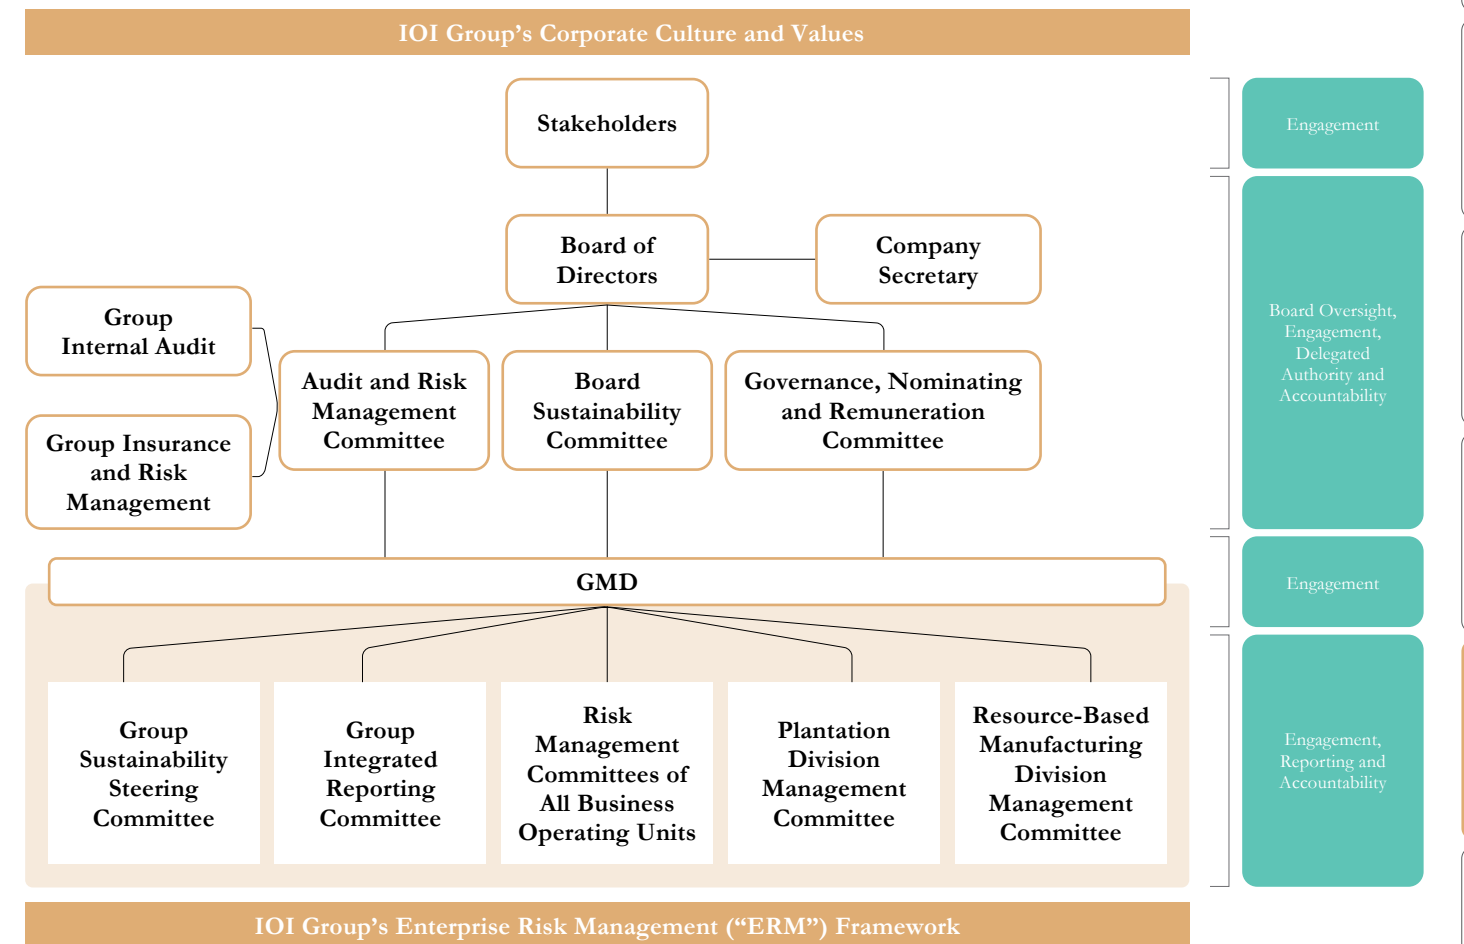 IOI Group’s Corporate Culture and Values
Stakeholders
Engagement
Board of
Directors
Company
Secretary
Group
Internal Audit
Group Insurance
and Risk
Management
Audit and Risk
Management
Committee
Board
Sustainability
Committee
Governance, Nominating
and Remuneration
Committee
Board Oversight,
Engagement,
Delegated
Authority and
Accountability
GMD
Engagement
Group
Sustainability
Steering
Committee
Group
Integrated
Reporting
Committee
Risk
Management
Committees of
All Business
Operating Units
Plantation
Division
Management
Committee
Resource-Based
Manufacturing
Division
Management
Committee
Engagement,
Reporting and
Accountability
IOI Group’s Enterprise Risk Management (“ERM”) Framework